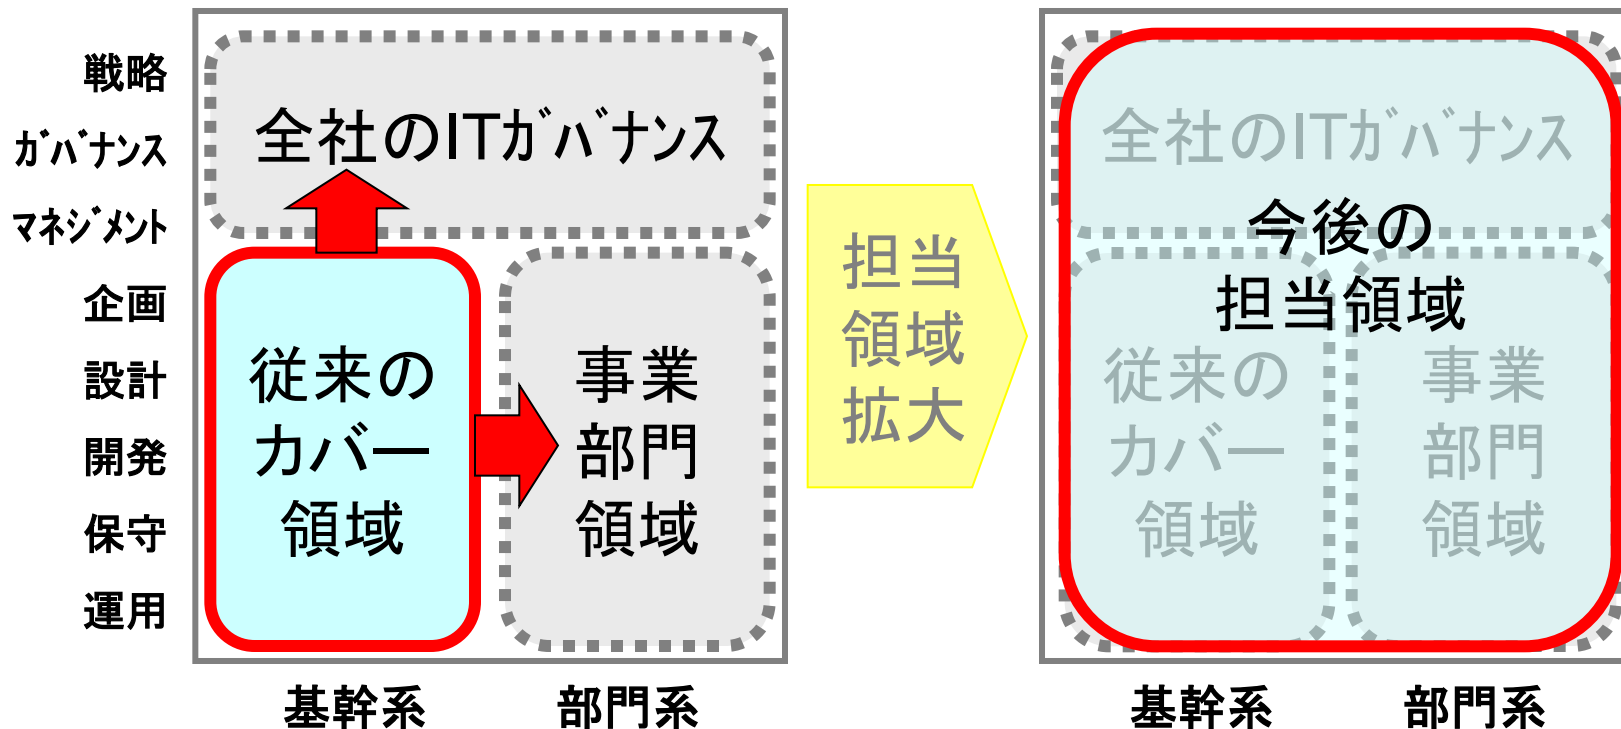 戦略
ガバナンス
マネジメント
企画
設計
開発
保守
運用
全社のITガバナンス
従来の
カバー
領域
事業
部門
領域
基幹系
部門系
担当
領域
拡大
全社のITガバナンス
今後の
担当領域
従来の
カバー
領域
事業
部門
領域
基幹系
部門系